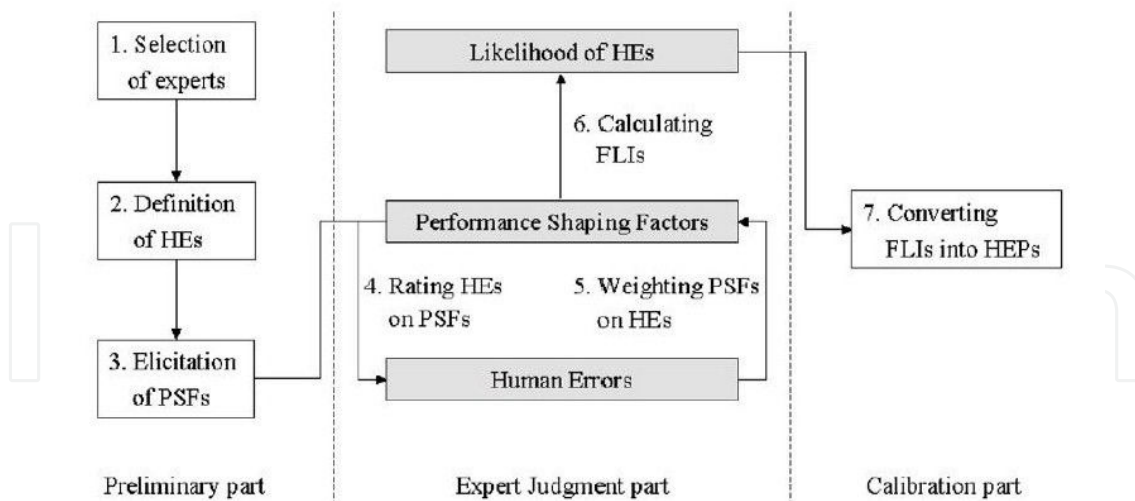 1. Selection
of experts
2. Definition
of HEs
3. Elicitation
of PSFs
Preliminary part
Likelihood of HEs
6. Calculating
FLIs
Performance Shaping Factors
4. Rating HEs
on PSFs
5. Weighting PSFs
on HEs
Human Errors
Expert Judgment part
7. Converting
FLIs into HEPs
Calibration part